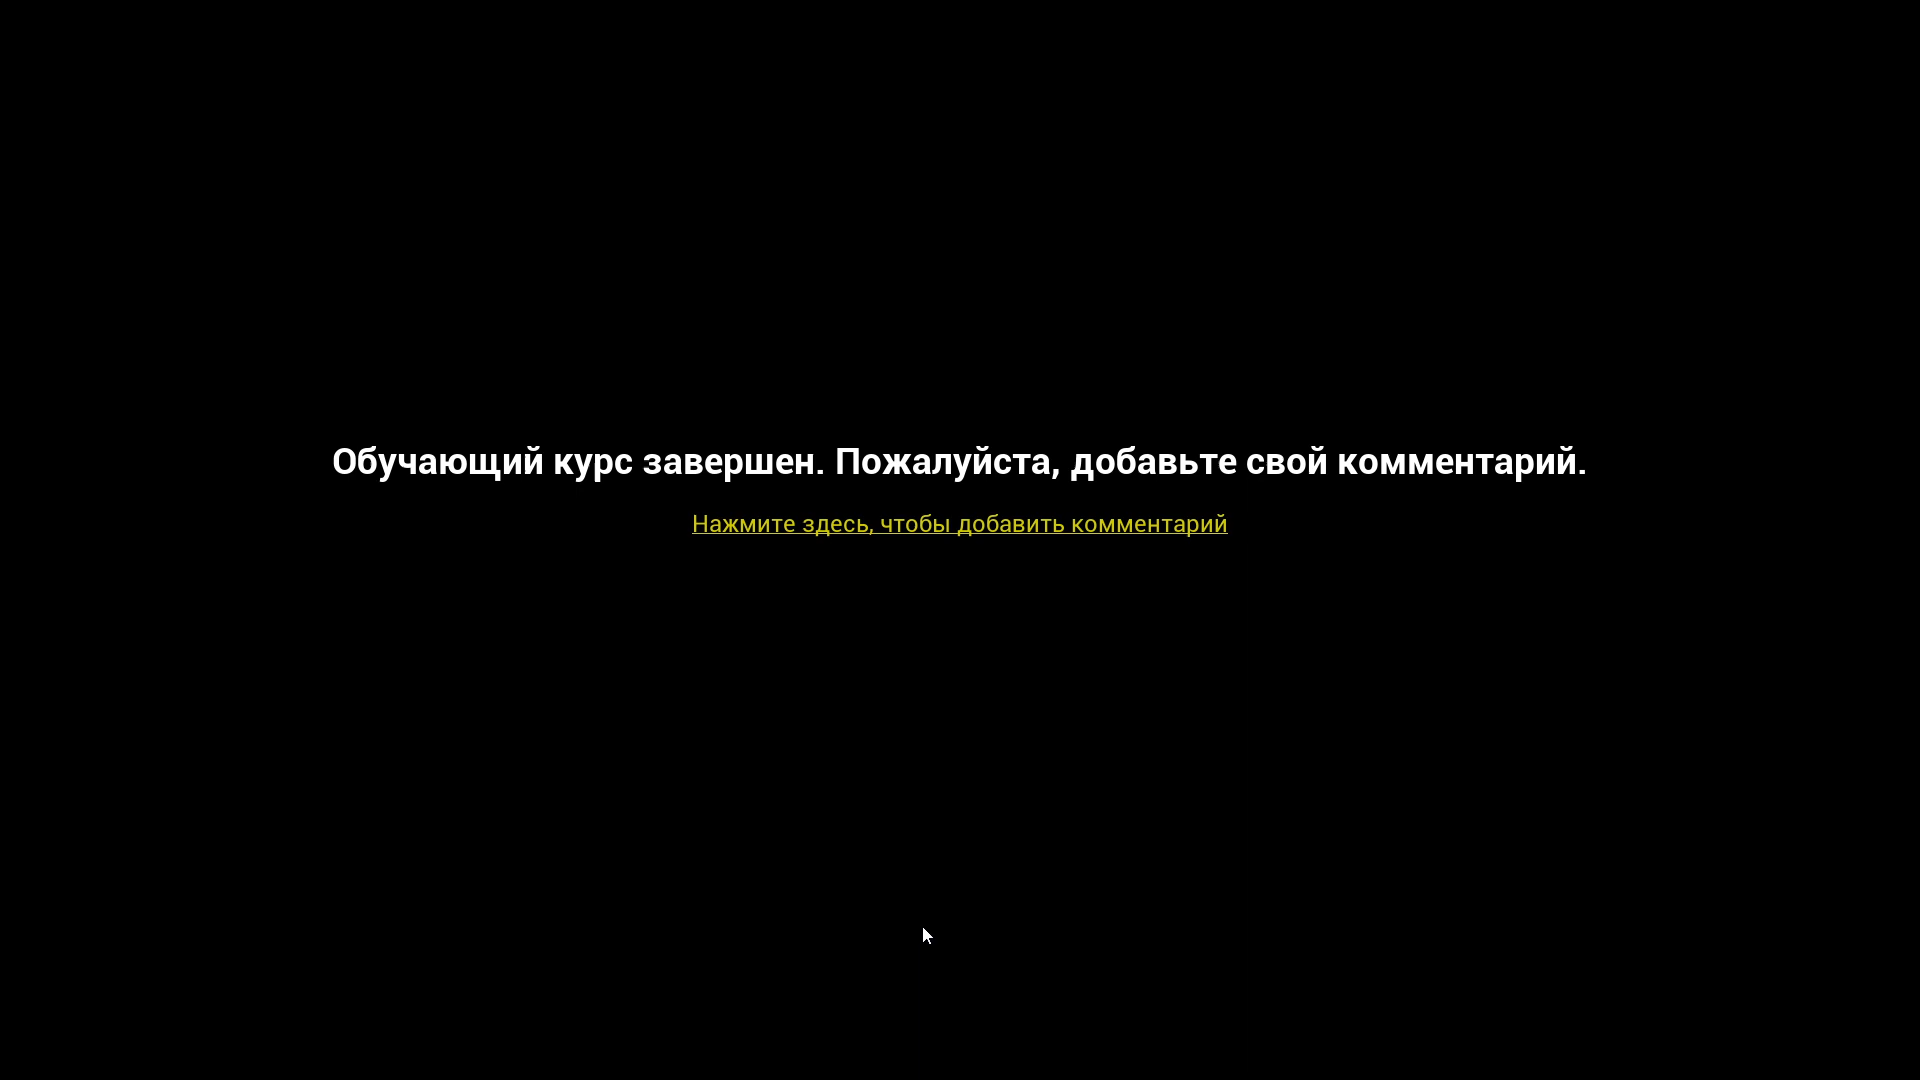 Обучающий курс завершен. Пожалуйста, добавьте свой комментарий.
Нажмите здесь, чтобы добавить комментарий